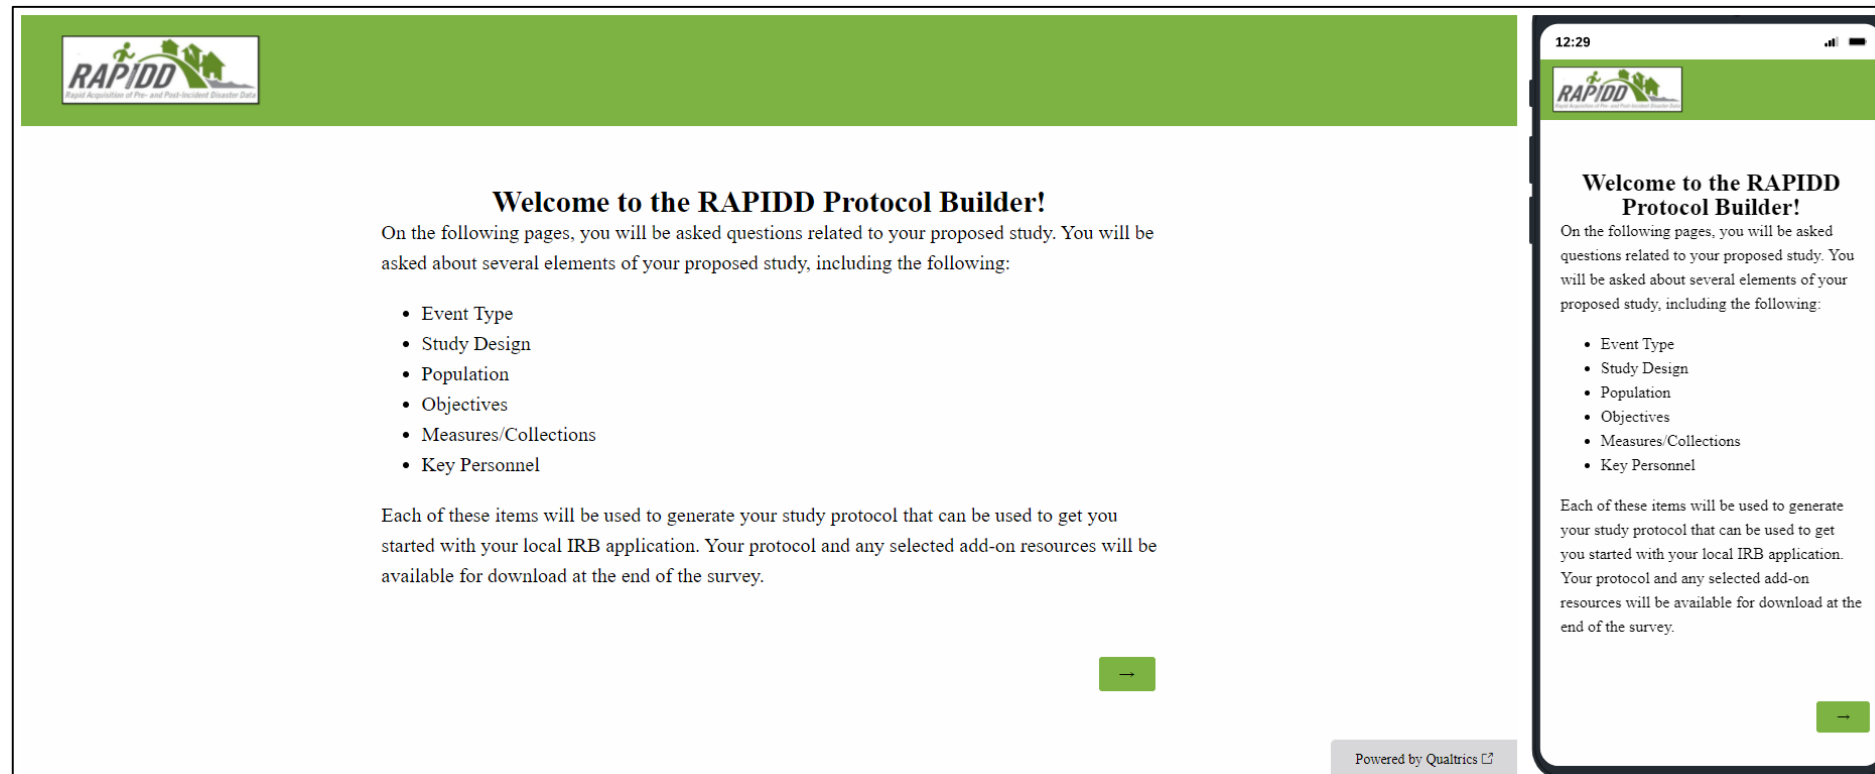 RAPIDD
Rapid Acquisition of Pre- and Post-Incident Disaster Data
Welcome to the RAPIDD Protocol Builder!
On the following pages, you will be asked questions related to your proposed study. You will be
asked about several elements of your proposed study, including the following:
• Event Type
• Study Design
• Population
• Objectives
• Measures/Collections
• Key Personnel
Each of these items will be used to generate your study protocol that can be used to get you
started with your local IRB application. Your protocol and any selected add-on resources will be
available for download at the end of the survey.
→
Powered by Qualtrics
12:29
RAPIDD
Rapid Acquisition of Pre- and Post-Incident Disaster Data
Welcome to the RAPIDD
Protocol Builder!
On the following pages, you will be asked
questions related to your proposed study. You
will be asked about several elements of your
proposed study, including the following:
• Event Type
• Study Design
• Population
• Objectives
• Measures/Collections
• Key Personnel
Each of these items will be used to generate
your study protocol that can be used to get
you started with your local IRB application.
Your protocol and any selected add-on
resources will be available for download at the
end of the survey.
→